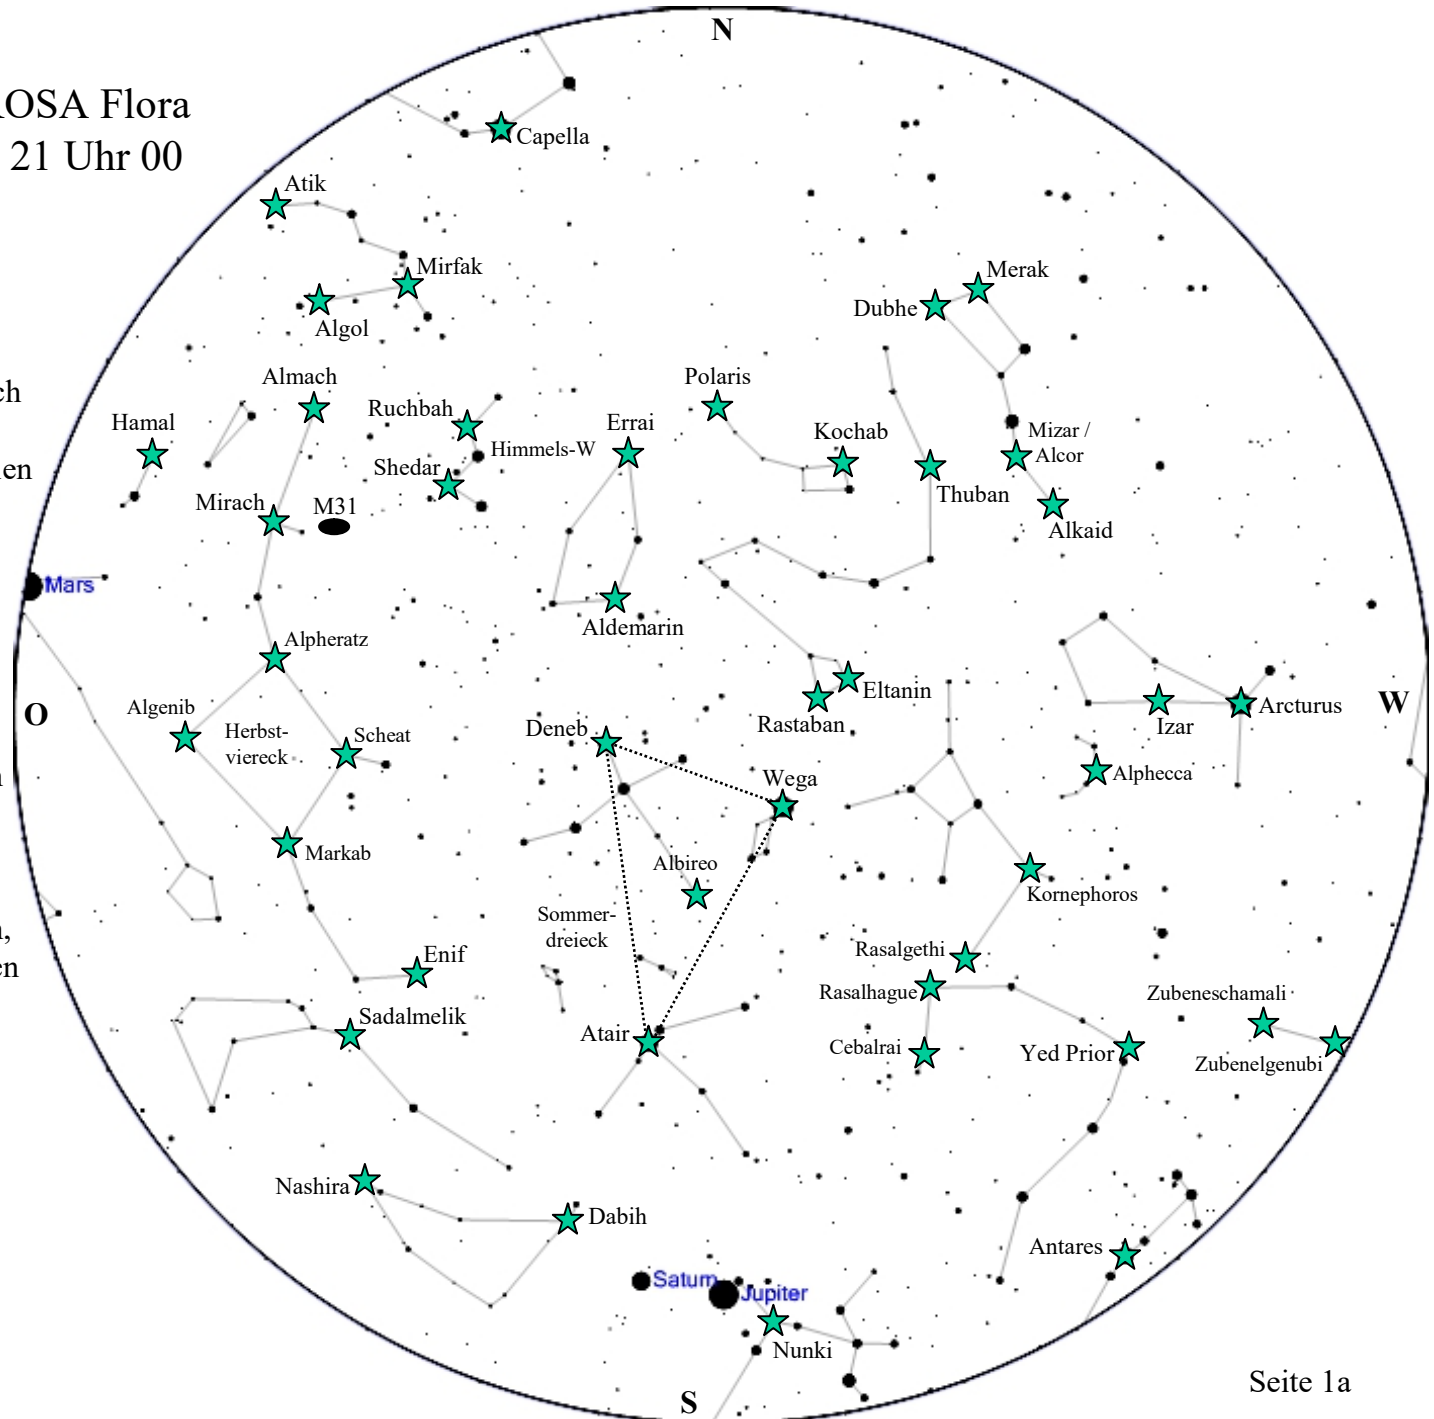 N
OSA Flora
21 Uhr 00
Capella
Atik
Mirfak
Algol
Merak
Dubhe
Almach
Polaris
Hamal
Ruchbah
Errai
Himmels-W
Kochab
Mizar /
Alcor
Shedar
Thuban
Mirach
M31
Alkaid
Mars
Aldemarin
Alpheratz
Eltanin
Rastaban
Algenib
O
W
Herbst-
viereck
Scheat
Deneb
Izar
Arcturus
Wega
Alphecca
Markab
Albireo
Kornephoros
Sommer-
dreieck
Enif
Rasalgethi
Rasalhague
Zubeneschamali
Sadalmelik
Atair
Cebalrai
Yed Prior
Zubenelgenubi
Nashira
Dabih
Antares
Saturn
Jupiter
Nunki
S
Seite 1a
ch
en
,
en